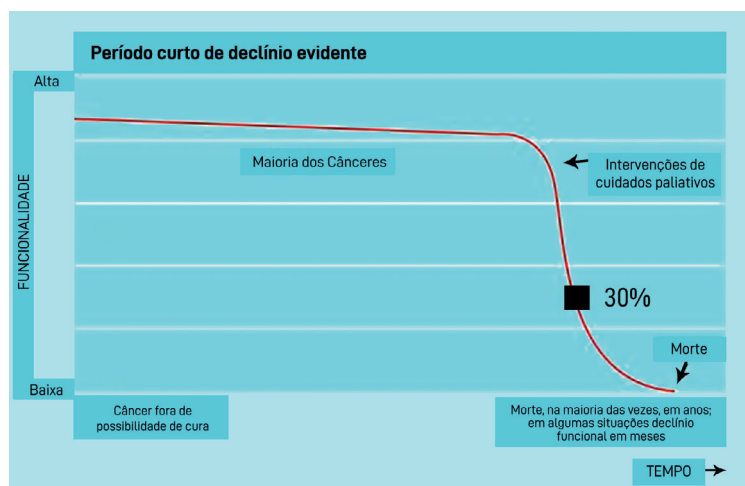 Período curto de declínio evidente
Alta
FUNCIONALIDADE
Maioria dos Cânceres
Intervenções de
cuidados paliativos
30%
Morte
Baixa
Câncer fora de
possibilidade de cura
Morte, na maioria das vezes, em anos;
em algumas situações declínio
funcional em meses
TEMPO